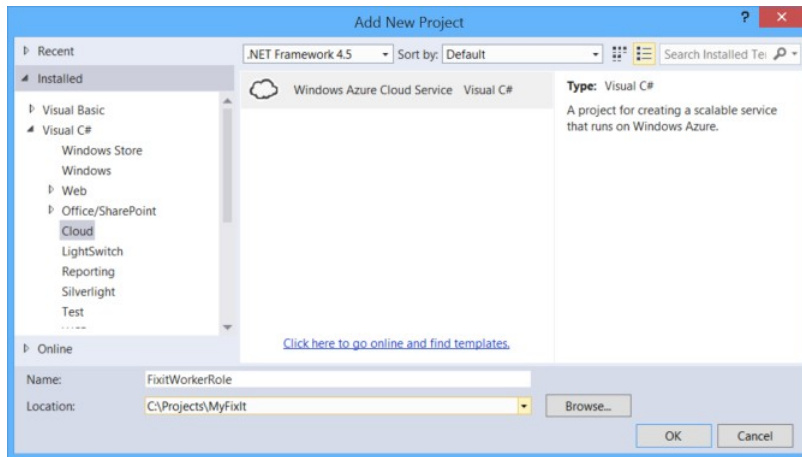 Add New Project
?
Recent
.NET Framework 4.5
Sort by: Default
Search Installed Te
Installed
Visual Basic
Visual C#
Windows Store
Windows
Web
Office/SharePoint
Cloud
LightSwitch
Reporting
Silverlight
Test
Online
Windows Azure Cloud Service Visual C#
Click here to go online and find templates.
Type: Visual C#
A project for creating a scalable service
that runs on Windows Azure.
Name: FixitWorkerRole
Location: C:\Projects\MyFixIt
Browse...
OK Cancel